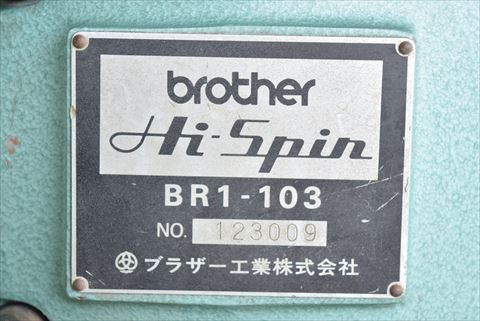 brother
Hi-Spin
BR1-103
NO. 123009
ブラザー工業株式会社